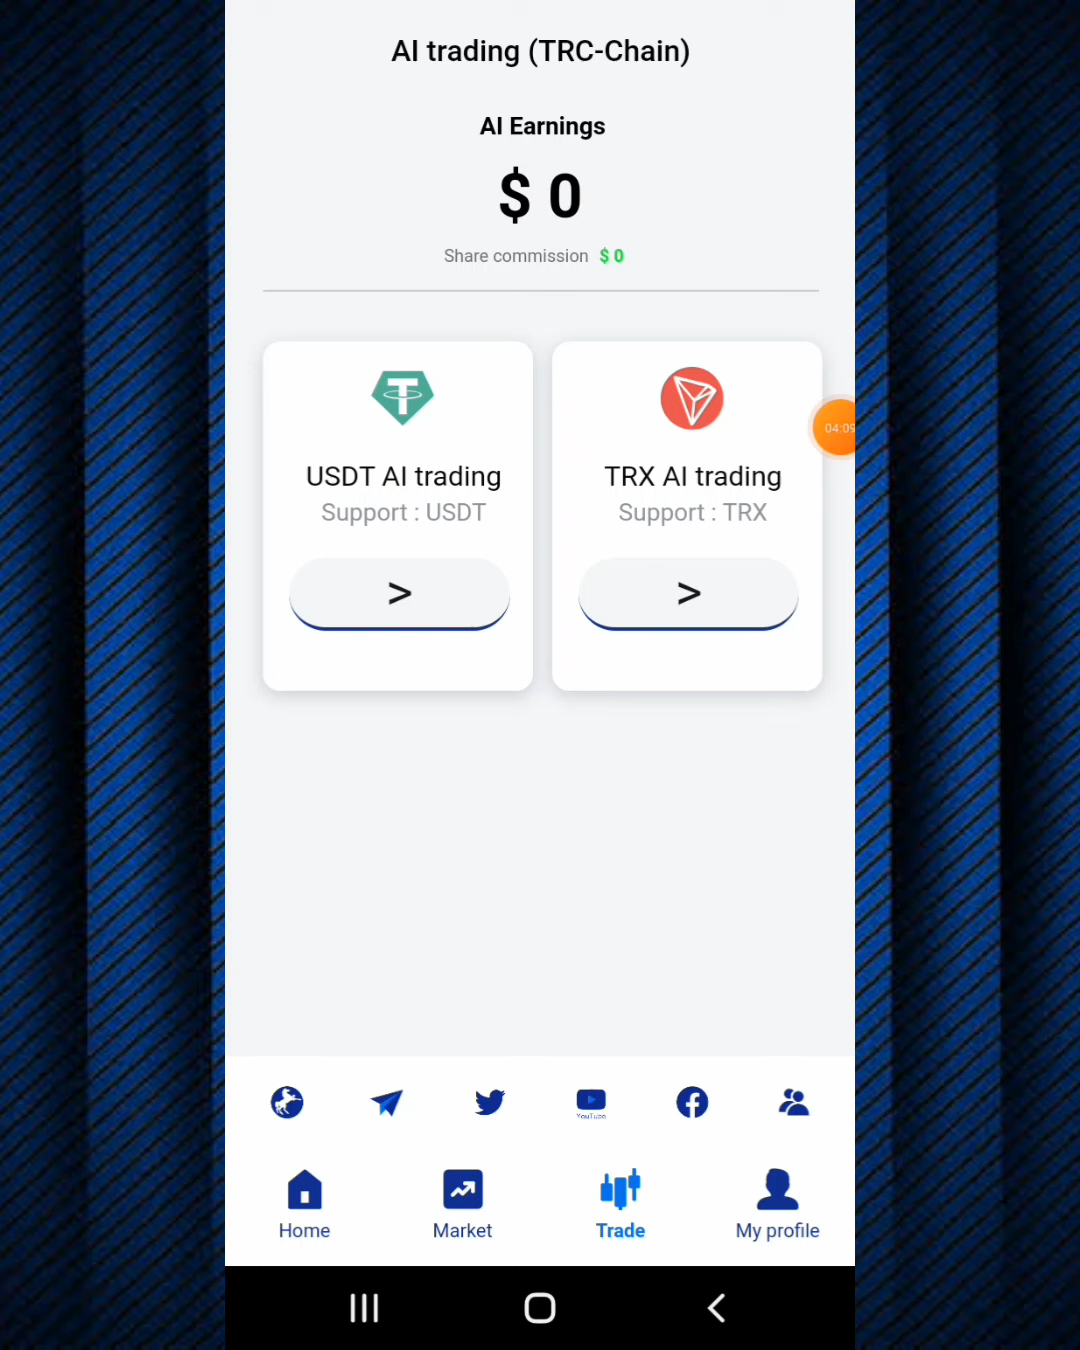 AI trading (TRC-Chain)
AI Earnings
$ 0
Share commission $ 0
USDT AI trading
Support : USDT
>
TRX AI trading
Support : TRX
>
04:09
YouTube
Home
Market
Trade
My profile